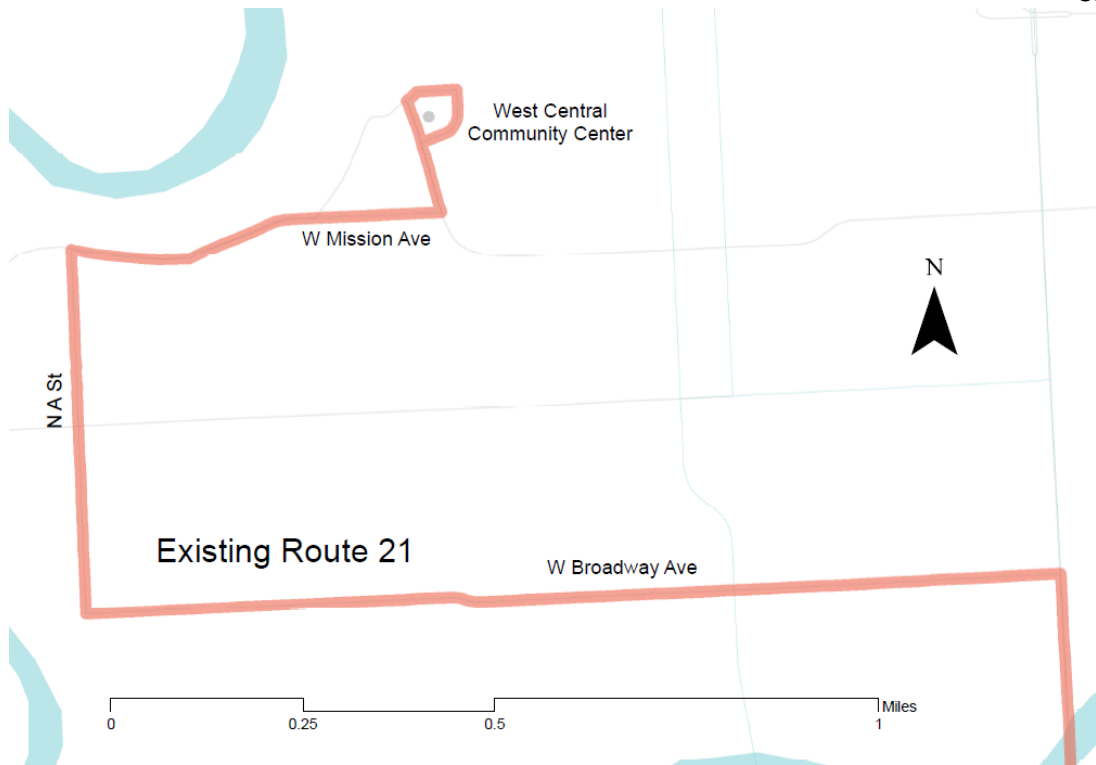 West Central
Community Center
W Mission Ave
N
N A St
Existing Route 21
W Broadway Ave
Miles
0 0.25 0.5 1